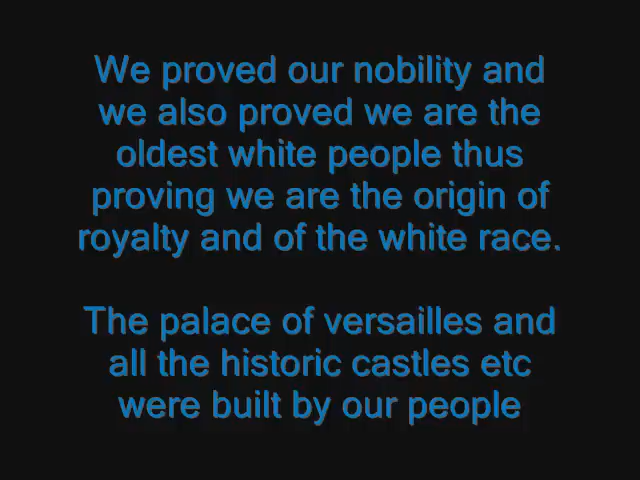 We proved our nobility and
we also proved we are the
oldest white people thus
proving we are the origin of
royalty and of the white race.
The palace of versailles and
all the historic castles etc
were built by our people